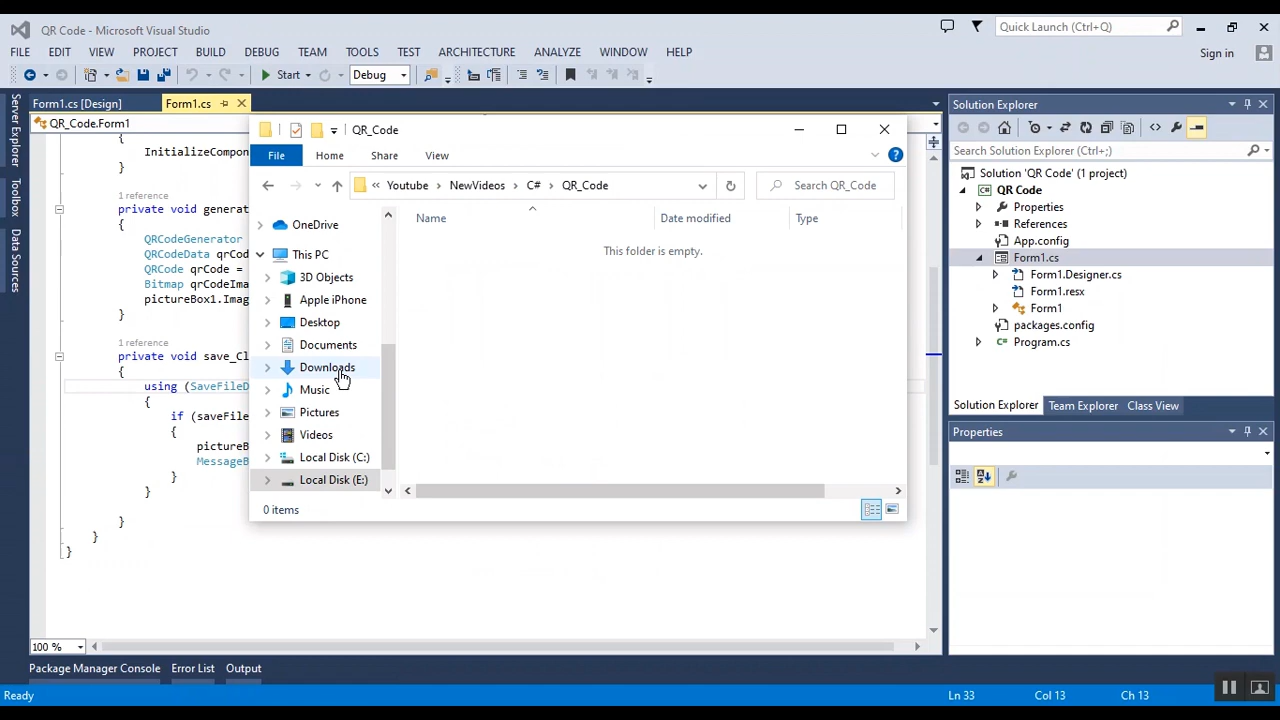 QR Code - Microsoft Visual Studio
Quick Launch (Ctrl+Q)
FILE EDIT VIEW PROJECT BUILD DEBUG TEAM TOOLS TEST ARCHITECTURE ANALYZE WINDOW HELP
Sign in
Start
Debug
Form1.cs [Design]
Form1.cs
QR_Code.Form1
Server Explorer
Toolbox
Data Sources
{
InitializeCompon
}
1 reference
private void generat
{
QRCodeGenerator
QRCodeData qrCod
QRCode qrCode =
Bitmap qrCodeIma
pictureBox1.Imag
}
1 reference
private void save_Cl
{
using (SaveFileD
{
if (saveFile
{
pictureB
MessageB
}
}
}
}
}
100 %
QR_Code
File Home Share View
Youtube NewVideos C# QR_Code
Search QR_Code
Name Date modified Type
This folder is empty.
OneDrive
This PC
3D Objects
Apple iPhone
Desktop
Documents
Downloads
Music
Pictures
Videos
Local Disk (C:)
Local Disk (E:)
0 items
Solution Explorer
Search Solution Explorer (Ctrl+;)
Solution 'QR Code' (1 project)
C# QR Code
Properties
References
App.config
Form1.cs
Form1.Designer.cs
Form1.resx
Form1
packages.config
Program.cs
Solution Explorer Team Explorer Class View
Properties
Package Manager Console Error List Output
Ready
Ln 33 Col 13 Ch 13